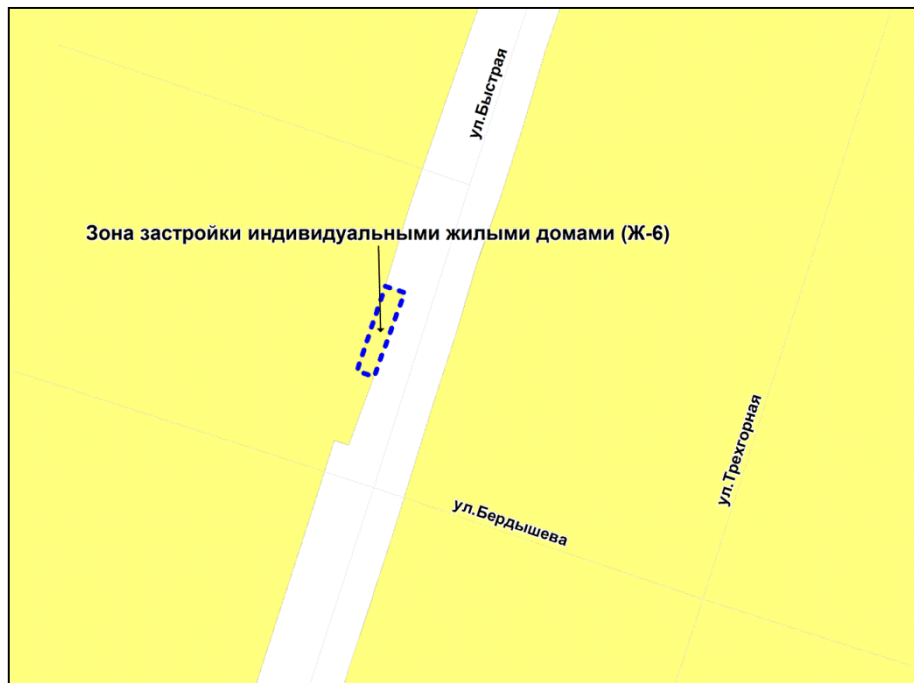 ул.Быстрая
Зона застройки индивидуальными жилыми домами (Ж-6)
ул.Трехгорная
ул.Бердышева